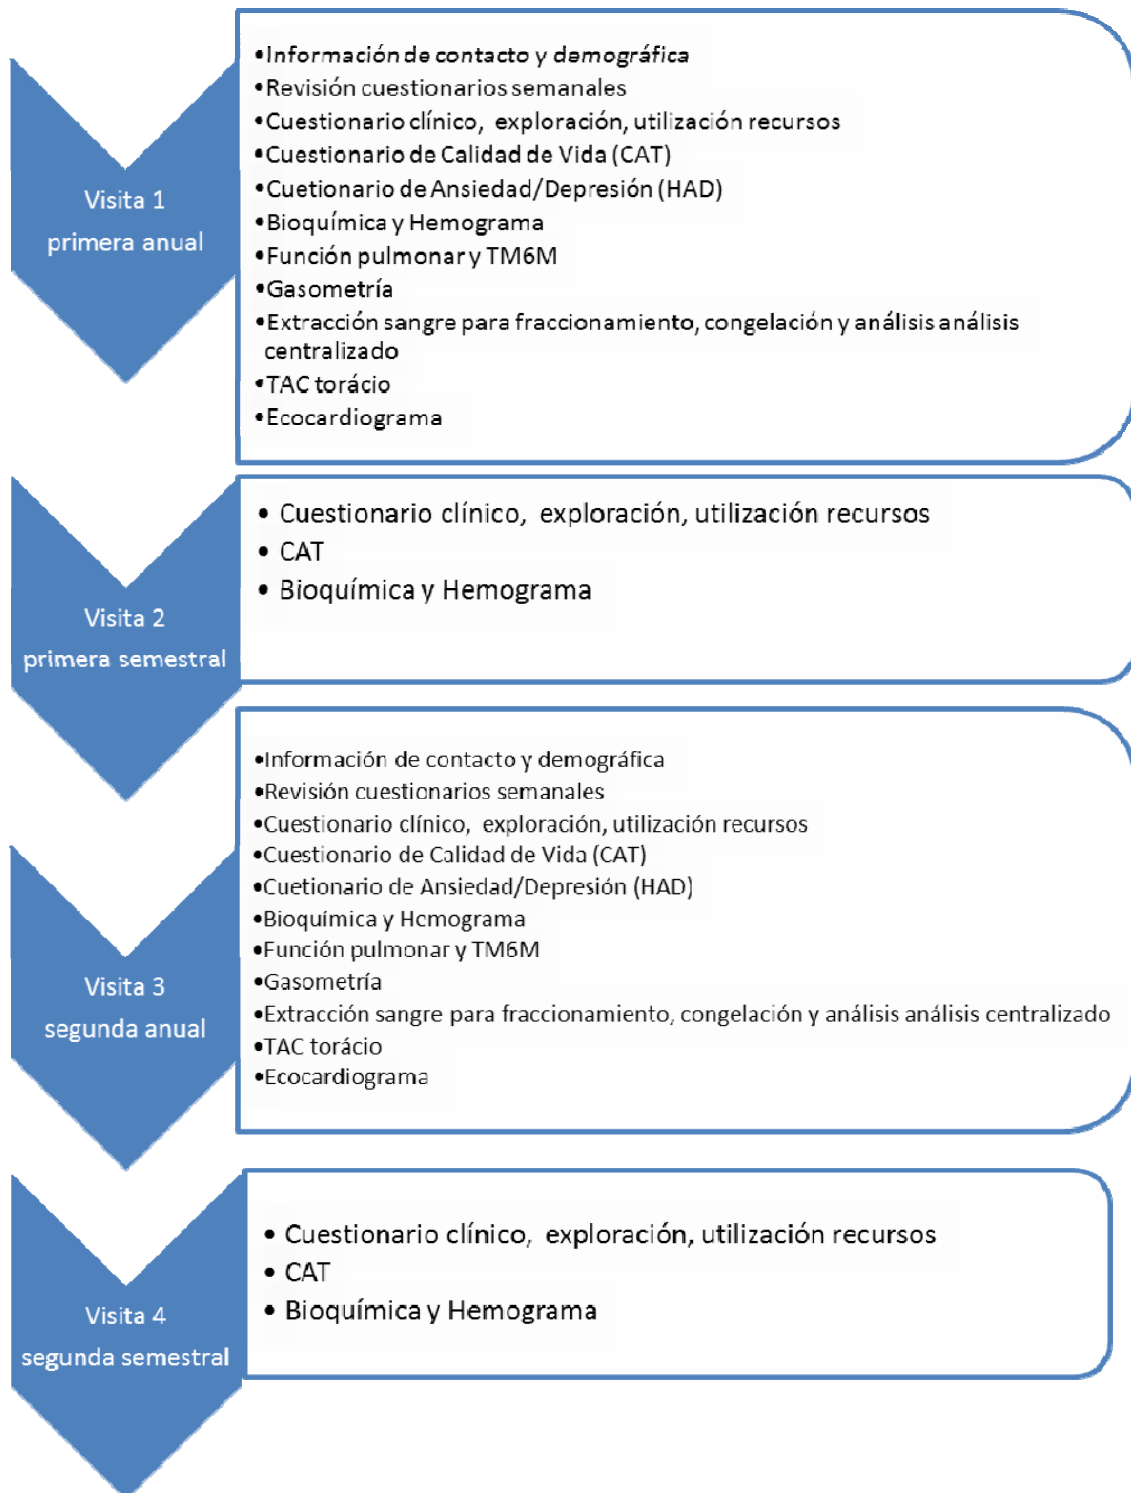 Visita 1
primera anual
•Información de contacto y demográfica
•Revisión cuestionarios semanales
•Cuestionario clínico, exploración, utilización recursos
•Cuestionario de Calidad de Vida (CAT)
•Cuetionario de Ansiedad/Depresión (HAD)
•Bioquímica y Hemograma
•Función pulmonar y TM6M
•Gasometría
•Extracción sangre para fraccionamiento, congelación y análisis análisis
centralizado
•TAC torácio
•Ecocardiograma
Visita 2
primera semestral
• Cuestionario clínico, exploración, utilización recursos
• CAT
• Bioquímica y Hemograma
Visita 3
segunda anual
•Información de contacto y demográfica
•Revisión cuestionarios semanales
•Cuestionario clínico, exploración, utilización recursos
•Cuestionario de Calidad de Vida (CAT)
•Cuetionario de Ansiedad/Depresión (HAD)
•Bioquímica y Hemograma
•Función pulmonar y TM6M
•Gasometría
•Extracción sangre para fraccionamiento, congelación y análisis análisis centralizado
•TAC torácio
•Ecocardiograma
Visita 4
segunda semestral
• Cuestionario clínico, exploración, utilización recursos
• CAT
• Bioquímica y Hemograma